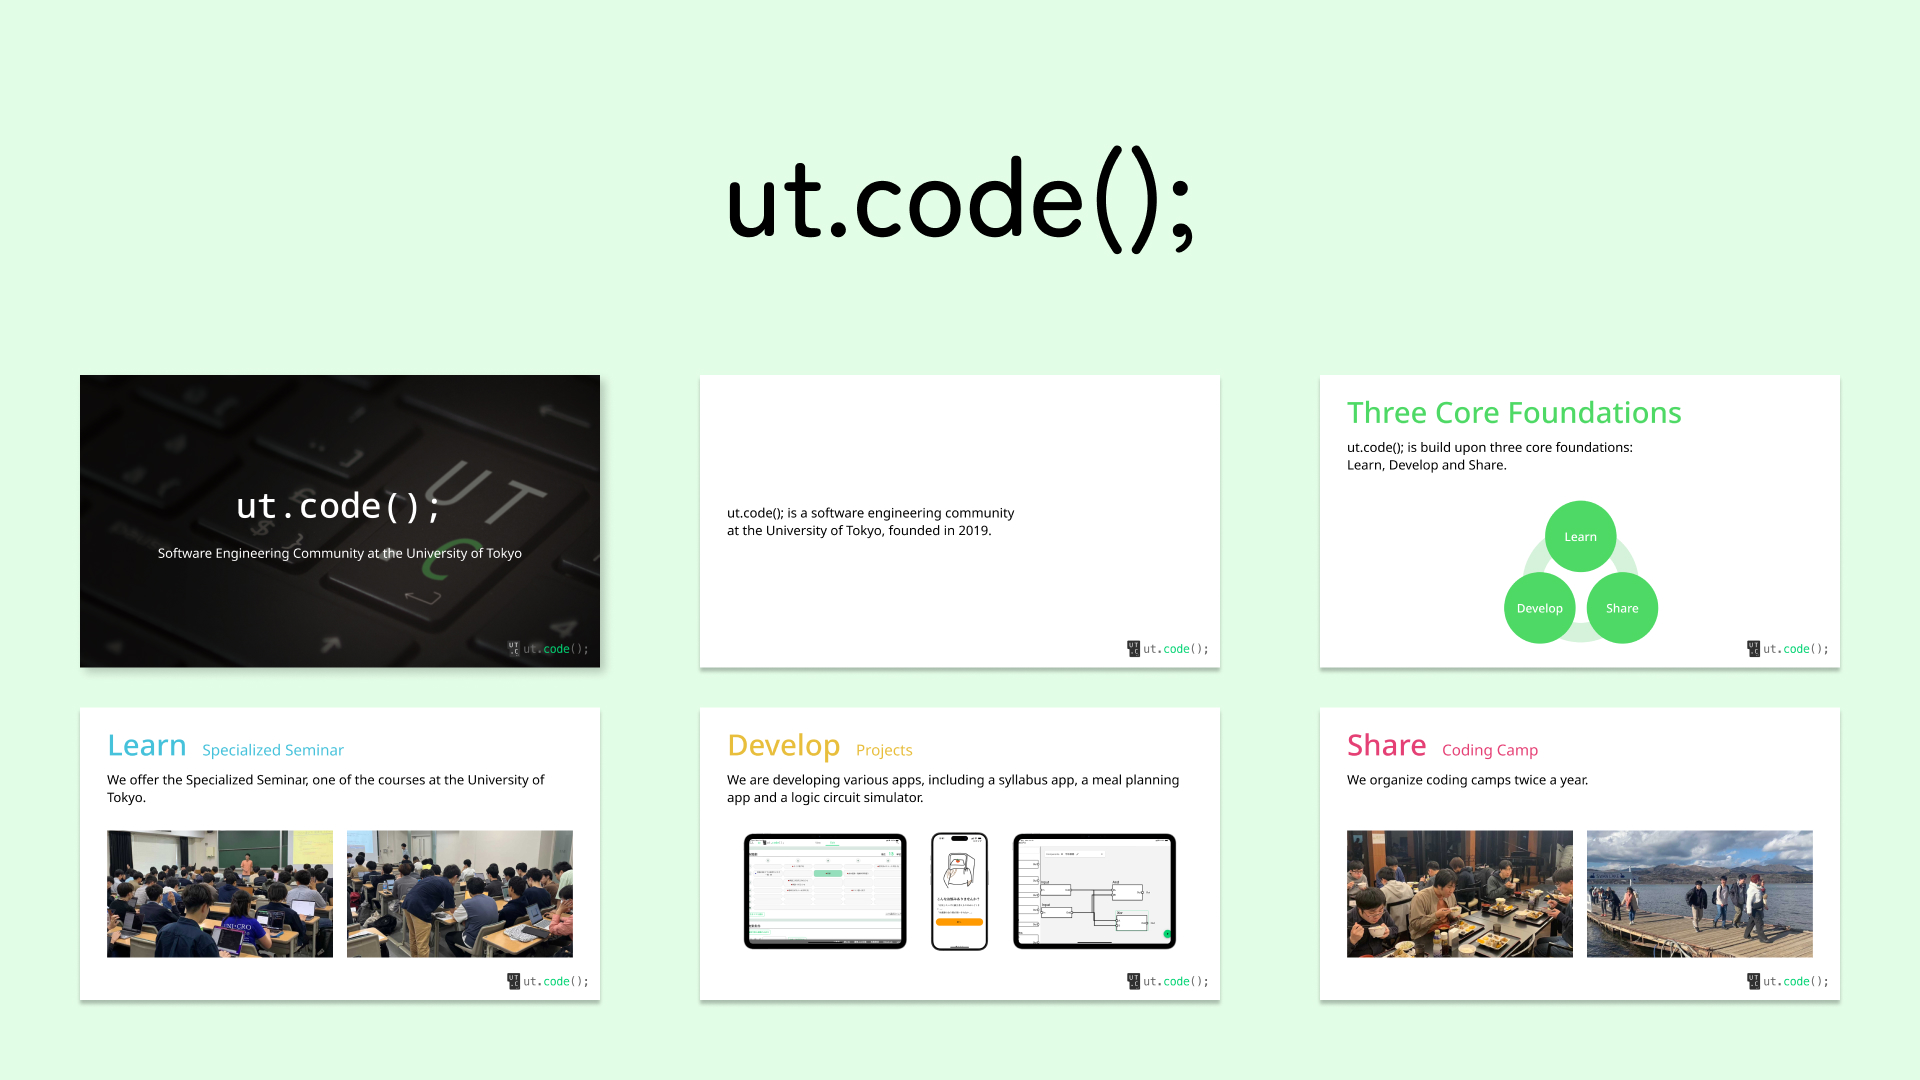 ut.code();
ut.code();
Software Engineering Community at the University of Tokyo
UT
C
ut.code();
ut.code(); is a software engineering community
at the University of Tokyo, founded in 2019.
ut.code();
Three Core Foundations
ut.code(); is build upon three core foundations:
Learn, Develop and Share.
Learn
Develop
Share
ut.code();
Learn Specialized Seminar
We offer the Specialized Seminar, one of the courses at the University of
Tokyo.
ut.code();
Develop Projects
We are developing various apps, including a syllabus app, a meal planning
app and a logic circuit simulator.
ut.code();
Share Coding Camp
We organize coding camps twice a year.
ut.code();